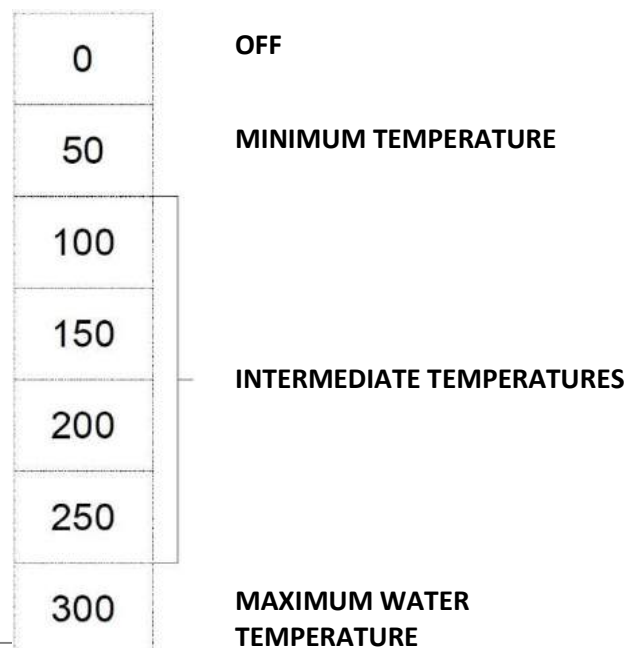 0 OFF
50 MINIMUM TEMPERATURE
100
150
INTERMEDIATE TEMPERATURES
200
250
300 MAXIMUM WATER
TEMPERATURE